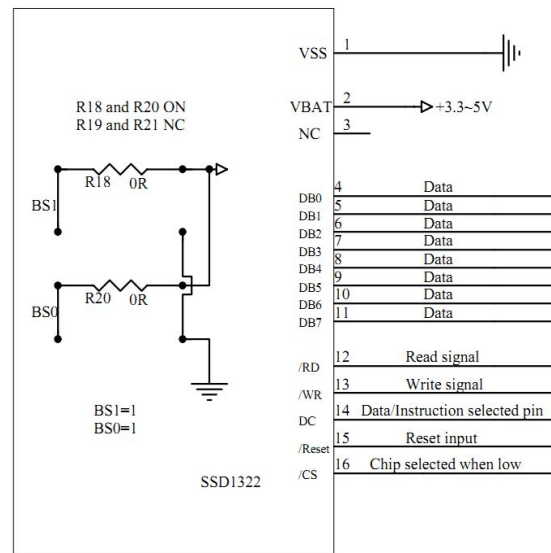 R18 and R20 ON
R19 and R21 NC
R18 0R
BS1
R20 0R
BS0
BS1=1
BS0=1
SSD1322
VSS 1
VBAT 2 +3.3~5V
NC 3
DB0 4 Data
DB1 5 Data
DB2 6 Data
DB3 7 Data
DB4 8 Data
DB5 9 Data
DB6 10 Data
DB7 11 Data
/RD 12 Read signal
/WR 13 Write signal
DC 14 Data/Instruction selected pin
/Reset 15 Reset input
/CS 16 Chip selected when low